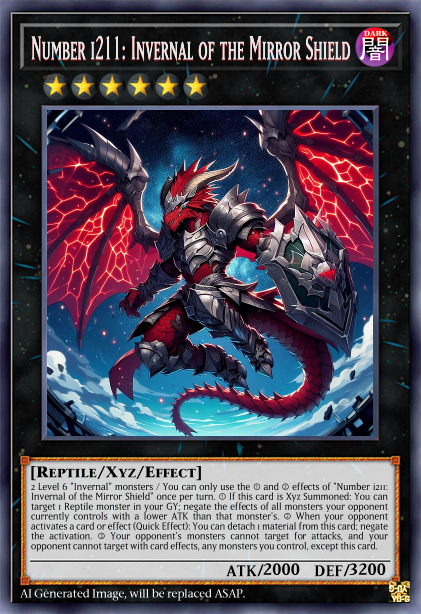 NUMBER 1211: INVERNAL OF THE MIRROR SHIELD
DARK
闇
[REPTILE/XYZ/EFFECT]
2 Level 6 "Invernal" monsters / You can only use the ① and ② effects of "Number 1211:
Invernal of the Mirror Shield" once per turn. ① If this card is Xyz Summoned: You can
target 1 Reptile monster in your GY; negate the effects of all monsters your opponent
currently controls with a lower ATK than that monster's. ② When your opponent
activates a card or effect (Quick Effect): You can detach 1 material from this card; negate
the activation. ③ Your opponent's monsters cannot target for attacks, and your
opponent cannot target with card effects, any monsters you control, except this card.
ATK/2000 DEF/3200
AI Generated Image, will be replaced ASAP.